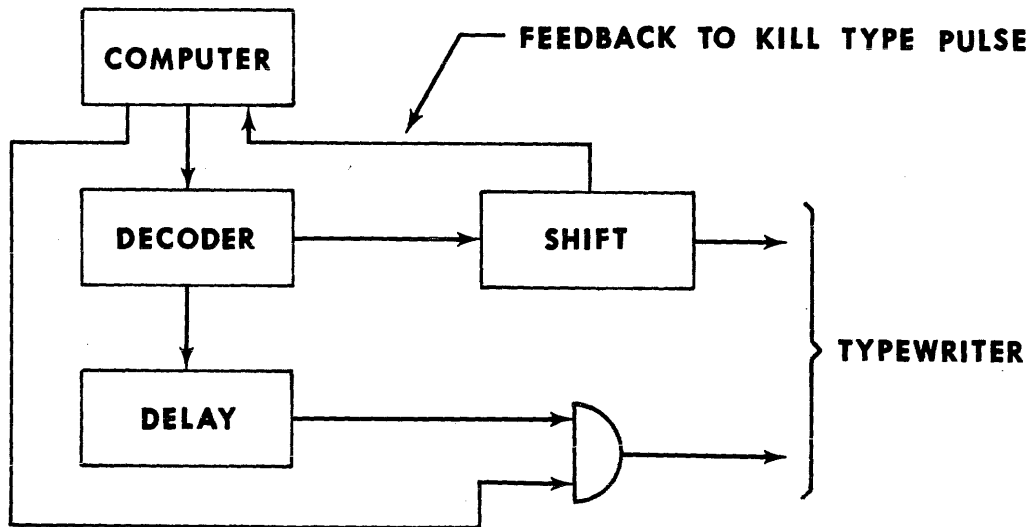 COMPUTER
FEEDBACK TO KILL TYPE PULSE
DECODER
SHIFT
TYPEWRITER
DELAY